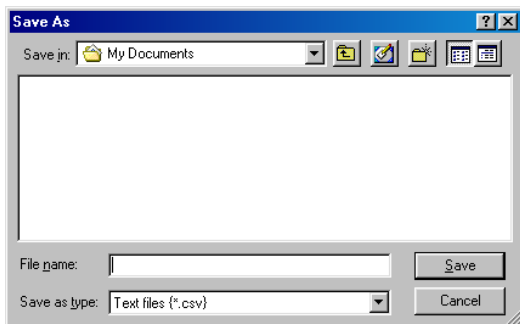 Save As
Save in: My Documents
File name:
Save
Save as type: Text files {*.csv}
Cancel